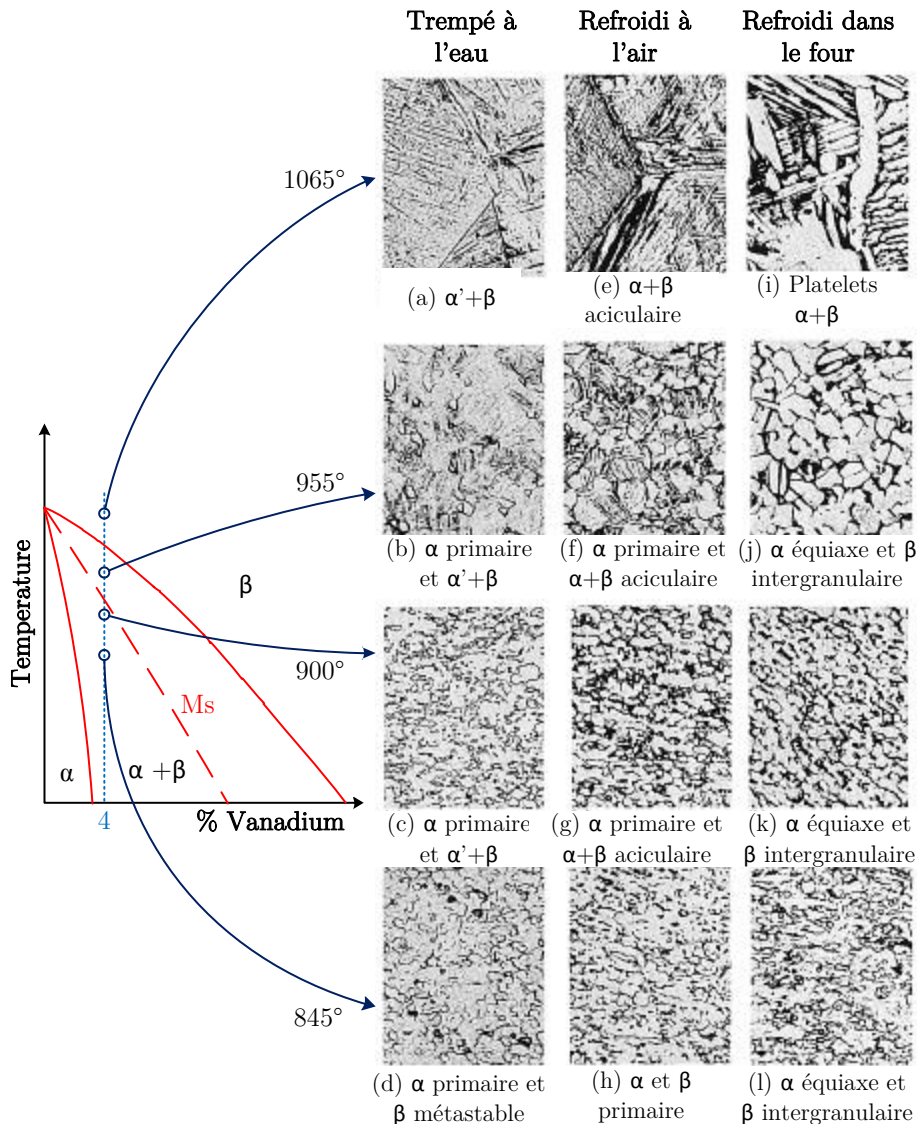 Trempé à
l'eau
Refroidi à
l'air
Refroidi dans
le four
1065°
(a) α'+β
(e) α+β
aciculaire
(i) Platelets
α+β
955°
(b) α primaire
et α'+β
(f) α primaire et
α+β aciculaire
(j) α équiaxe et β
intergranulaire
900°
(c) α primaire
et α'+β
(g) α primaire et
α+β aciculaire
(k) α équiaxe et
β intergranulaire
845°
(d) α primaire et
β métastable
(h) α et β
primaire
(l) α équiaxe et
β intergranulaire
Temperature
β
Ms
α
α +β
4
% Vanadium